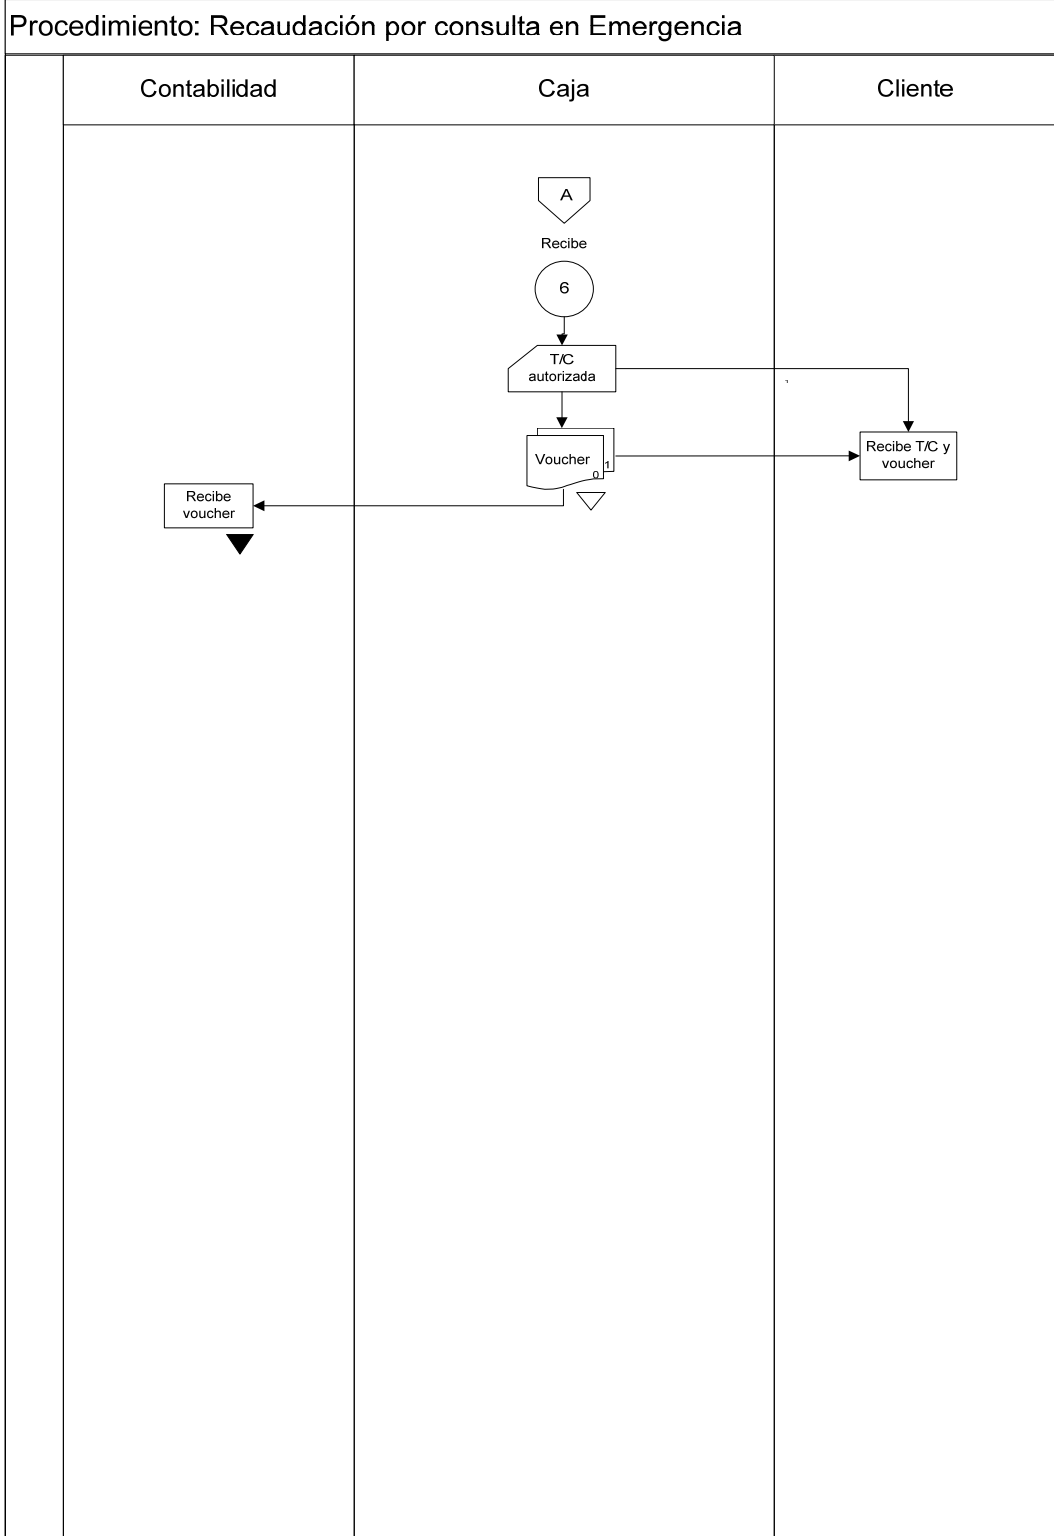 Procedimiento: Recaudación por consulta en Emergencia
Contabilidad
Caja
Cliente
A
Recibe
6
T/C
autorizada
Voucher
0
1
Recibe T/C y
voucher
Recibe
voucher